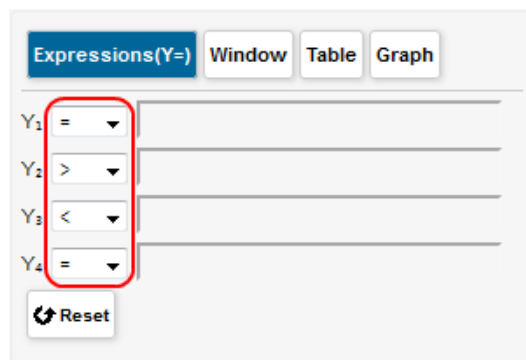 Expressions(Y=) Window Table Graph
Y₁ =
Y₂ >
Y₃ <
Y₄ =
Reset